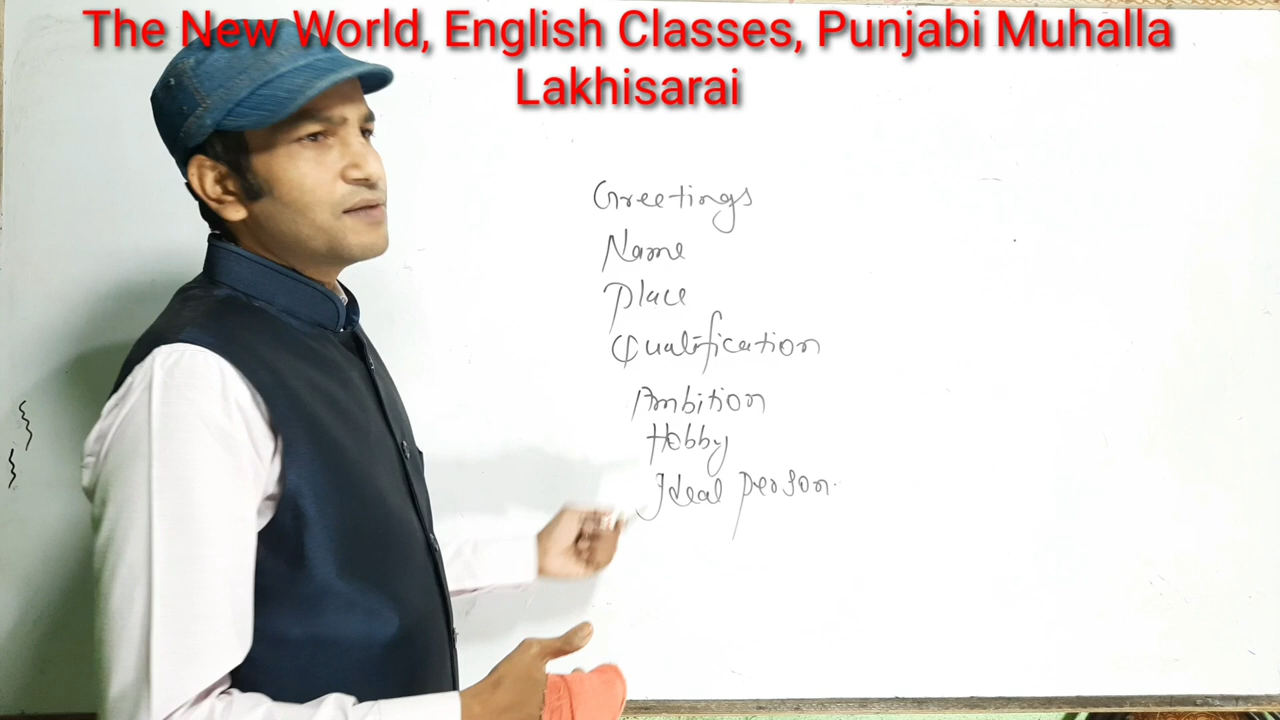 The New World, English Classes, Punjabi Muhalla
Lakhisarai
Greetings
Name
Place
Qualification
Ambition
Hobby
Ideal person.